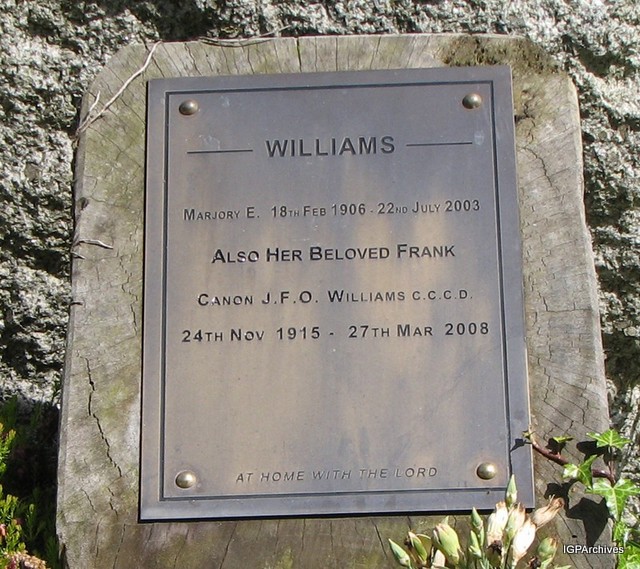 WILLIAMS
MARJORY E. 18TH FEB 1906 - 22ND JULY 2003
ALSO HER BELOVED FRANK
CANON J.F.O. WILLIAMS C.C.C.D.
24TH NOV 1915 - 27TH MAR 2008
AT HOME WITH THE LORD
IGPArchives